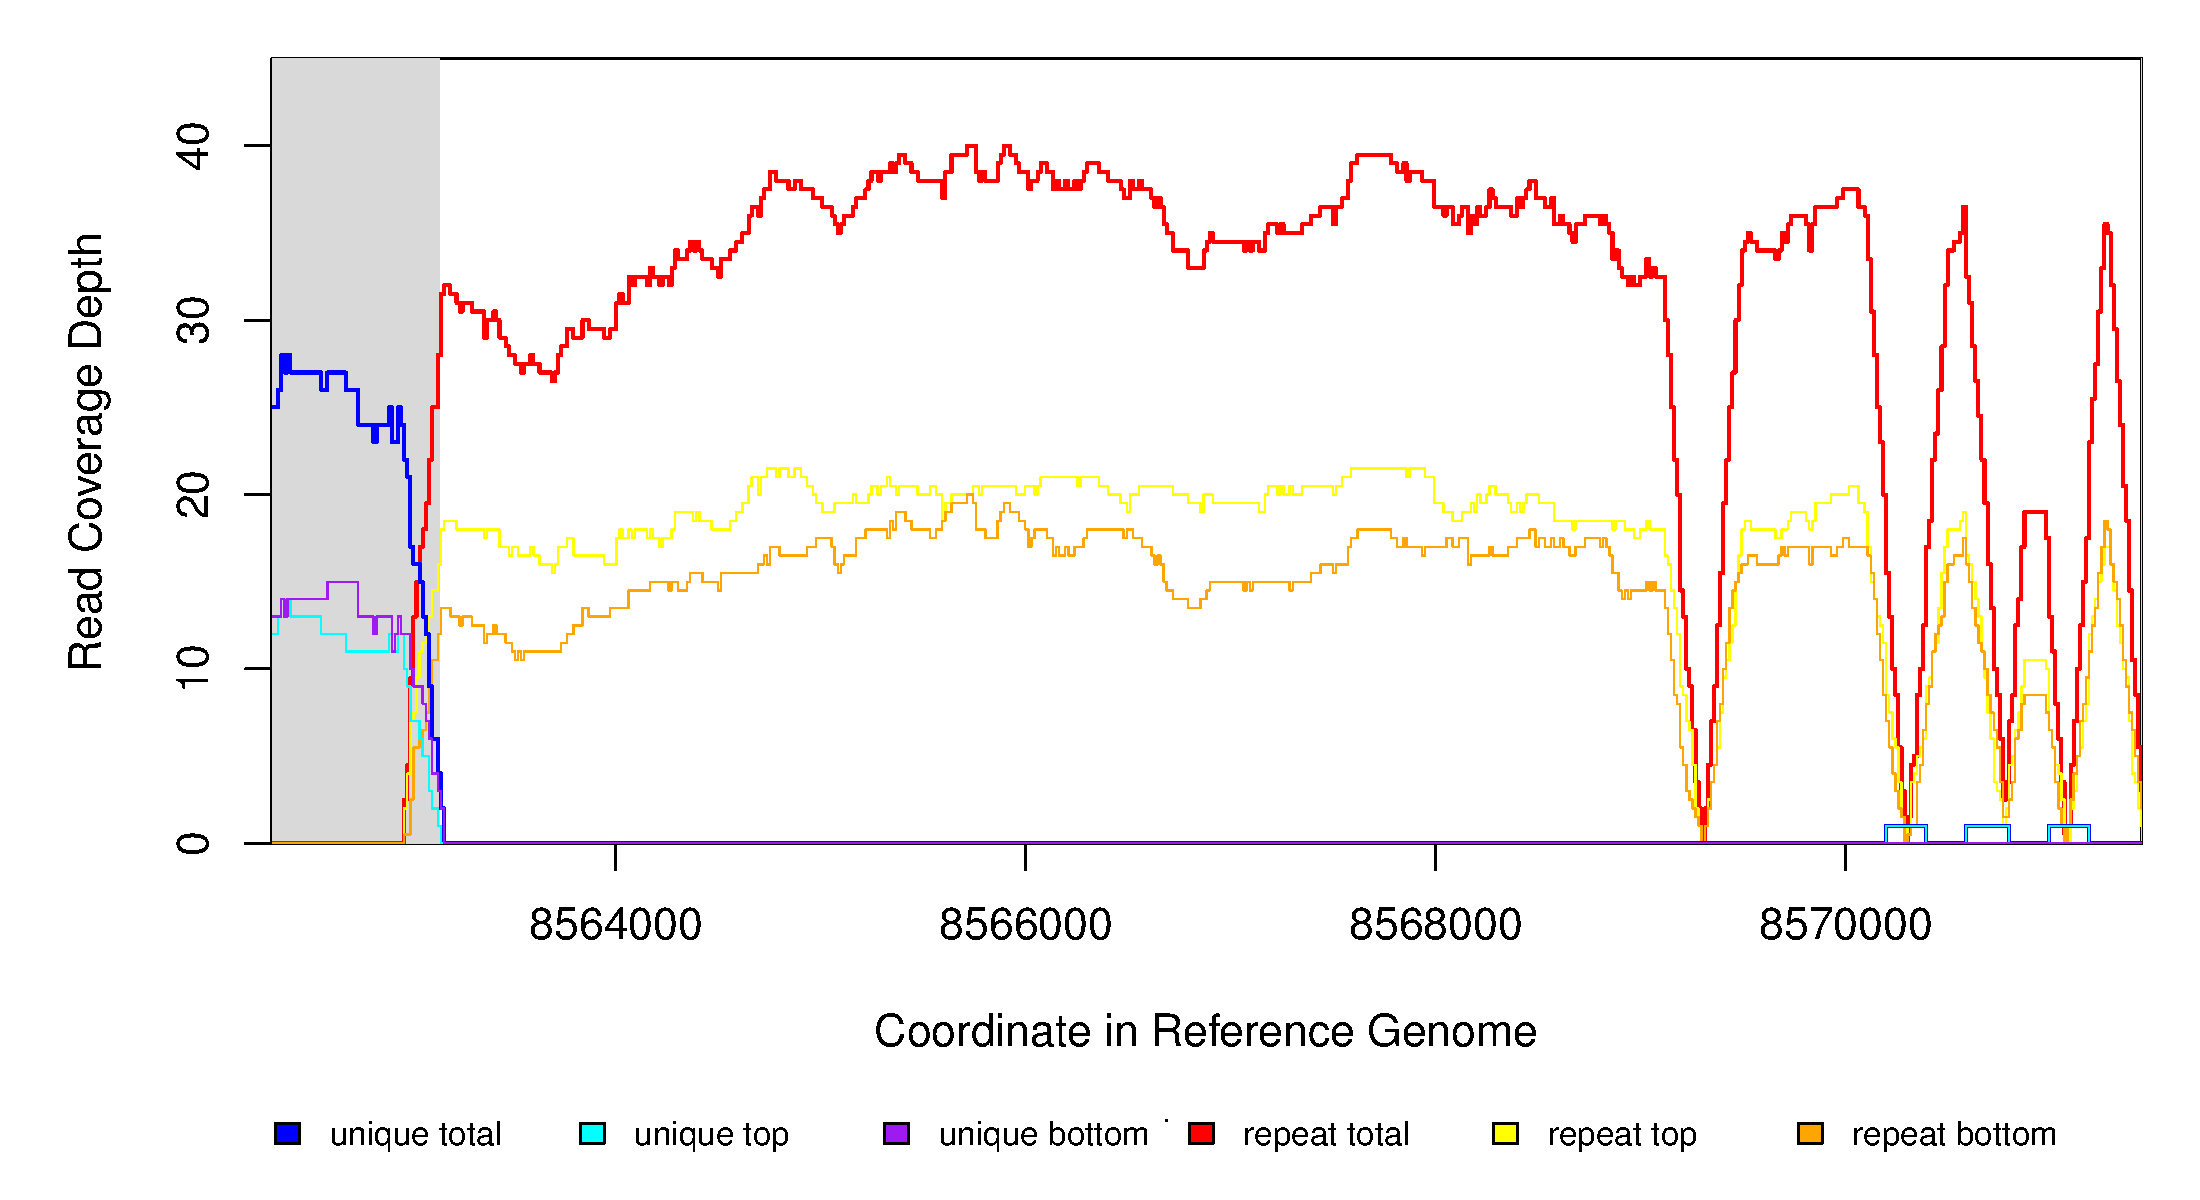 Read Coverage Depth
40
30
20
10
0
8564000 8566000 8568000 8570000
Coordinate in Reference Genome
unique total unique top unique bottom repeat total repeat top repeat bottom